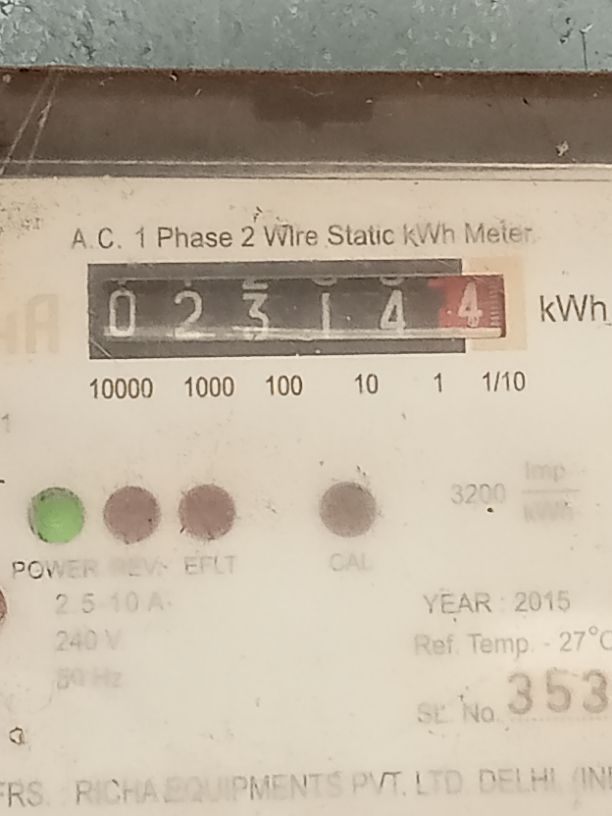 A.C. 1 Phase 2 Wire Static kWh Meter
0 2 3 1 4 4 kWh
10000 1000 100 10 1 1/10
3200 Imp
kWh
POWER REV. EFLT CAL
2.5-10 A
240 V
50 Hz
YEAR : 2015
Ref. Temp. - 27°C
SL. No. 353
FRS. RICHA EQUIPMENTS PVT. LTD. DELHI. (IN